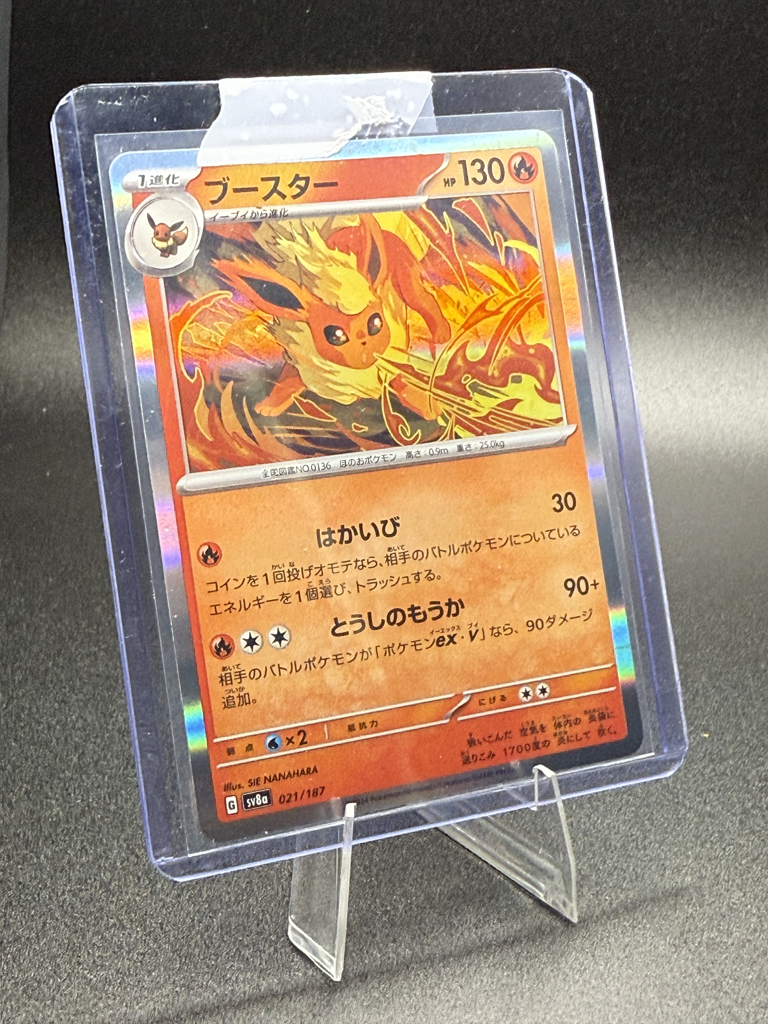 1進化
ブースター
HP 130
イーブイから進化
全国図鑑NO.0136 ほのおポケモン 高さ:0.9m 重さ:25.0kg
はかいび 30
コインを1回投げオモテなら、相手のバトルポケモンについている
エネルギーを1個選び、トラッシュする。
とうしのもうか 90+
相手のバトルポケモンが「ポケモンex・V」なら、90ダメージ
追加。
弱点 ×2 抵抗力 にげる
吸いこんだ 空気を 体内の 炎袋に
送りこみ 1700度の 炎にして 吹く。
Illus. SIE NANAHARA
G sv8a 021/187